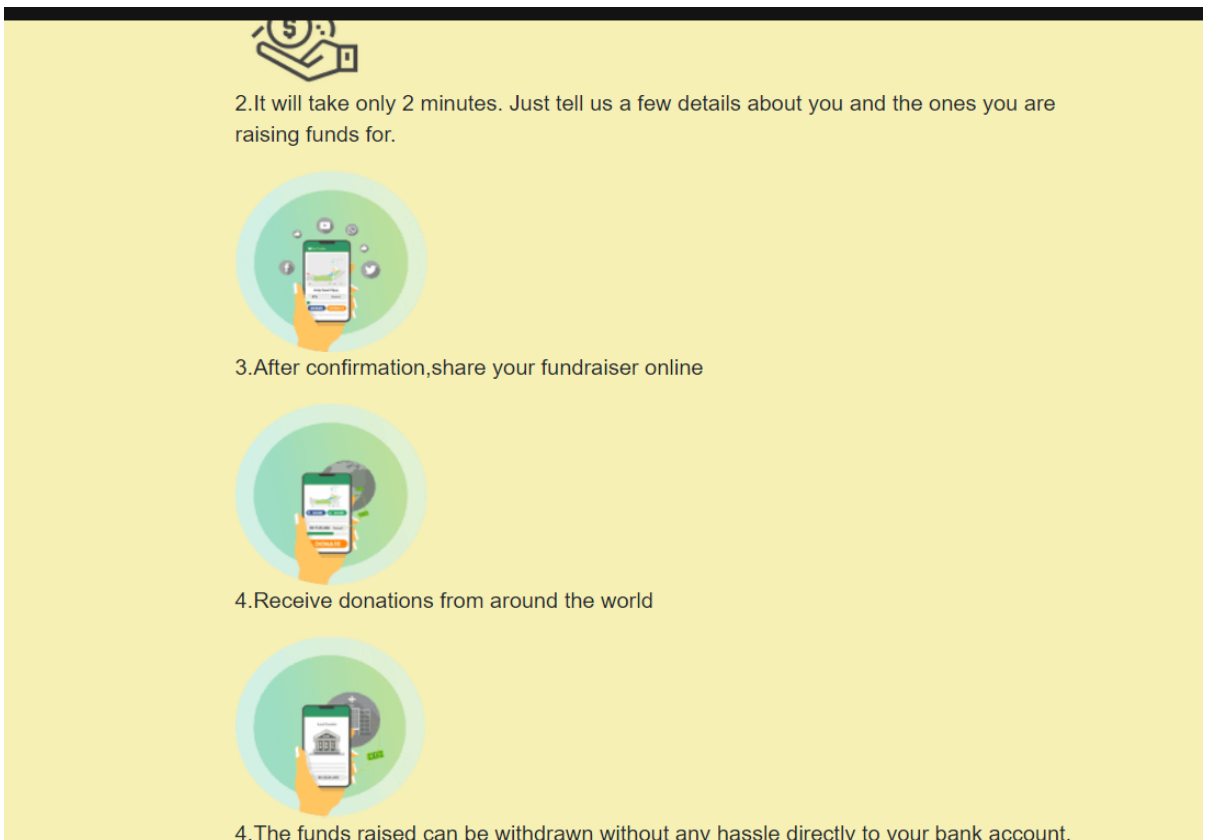 2.It will take only 2 minutes. Just tell us a few details about you and the ones you are
raising funds for.
3.After confirmation,share your fundraiser online
DONATE
4.Receive donations from around the world
4.The funds raised can be withdrawn without any hassle directly to your bank account.